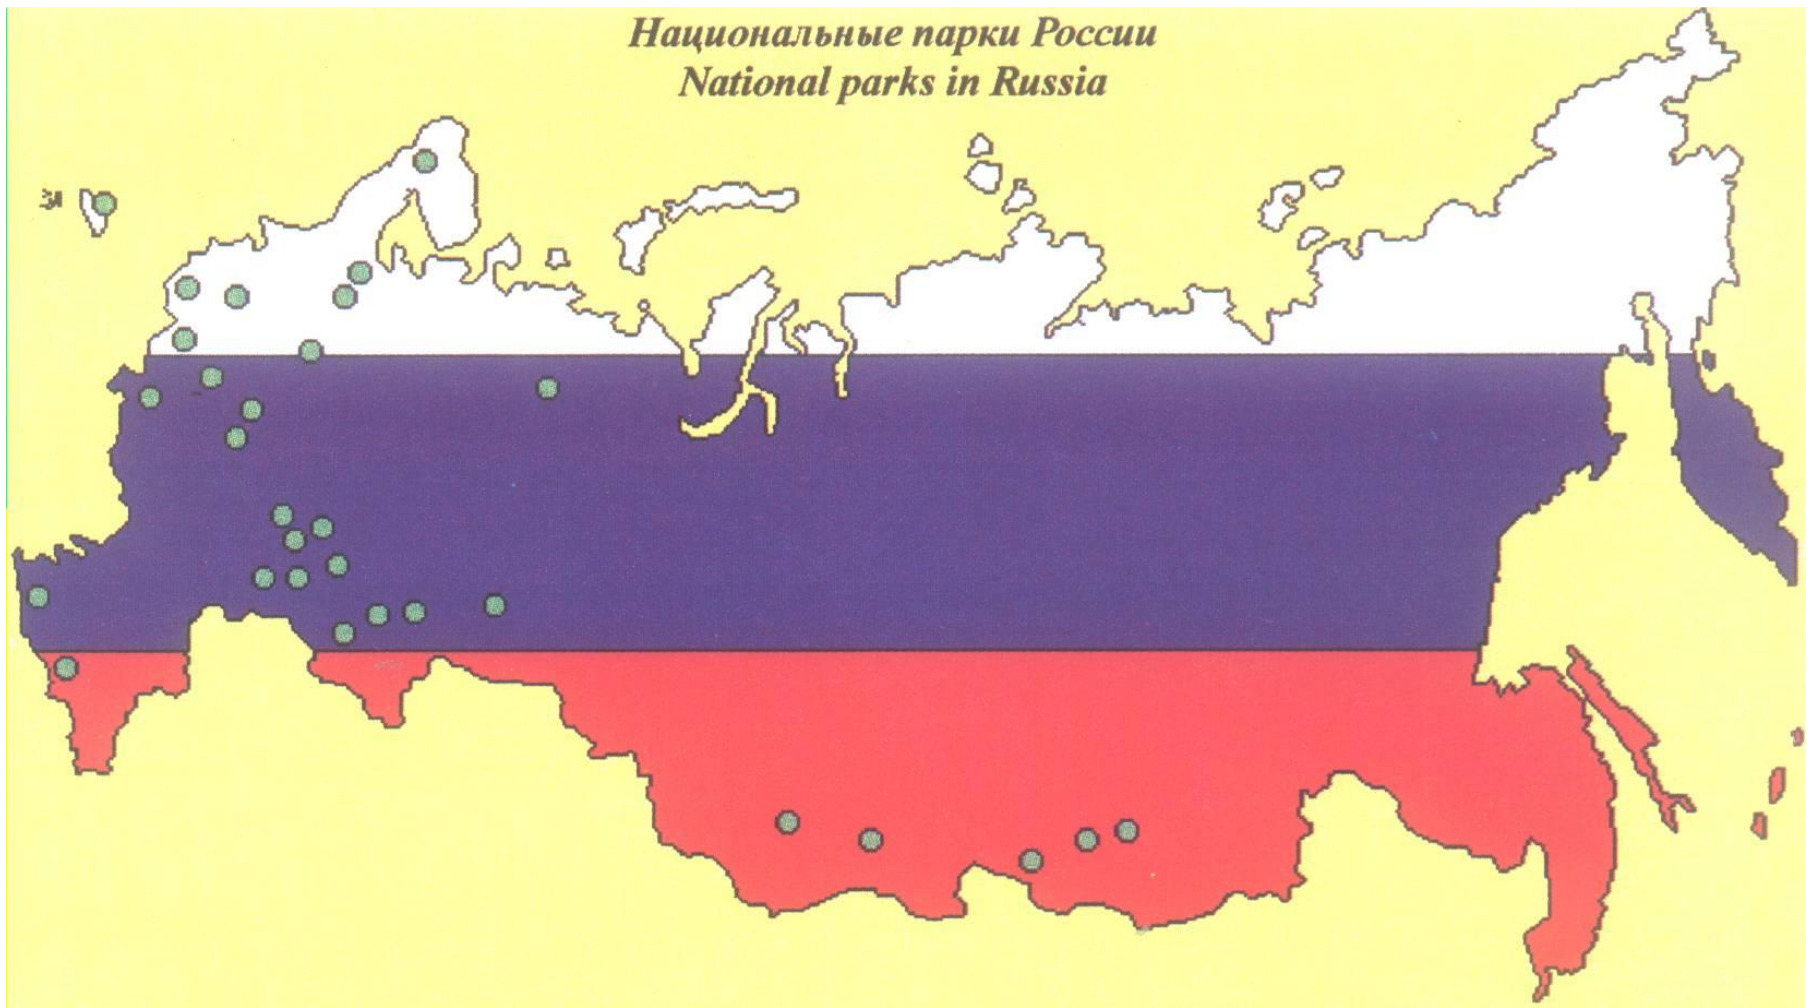 Национальные парки России
National parks in Russia